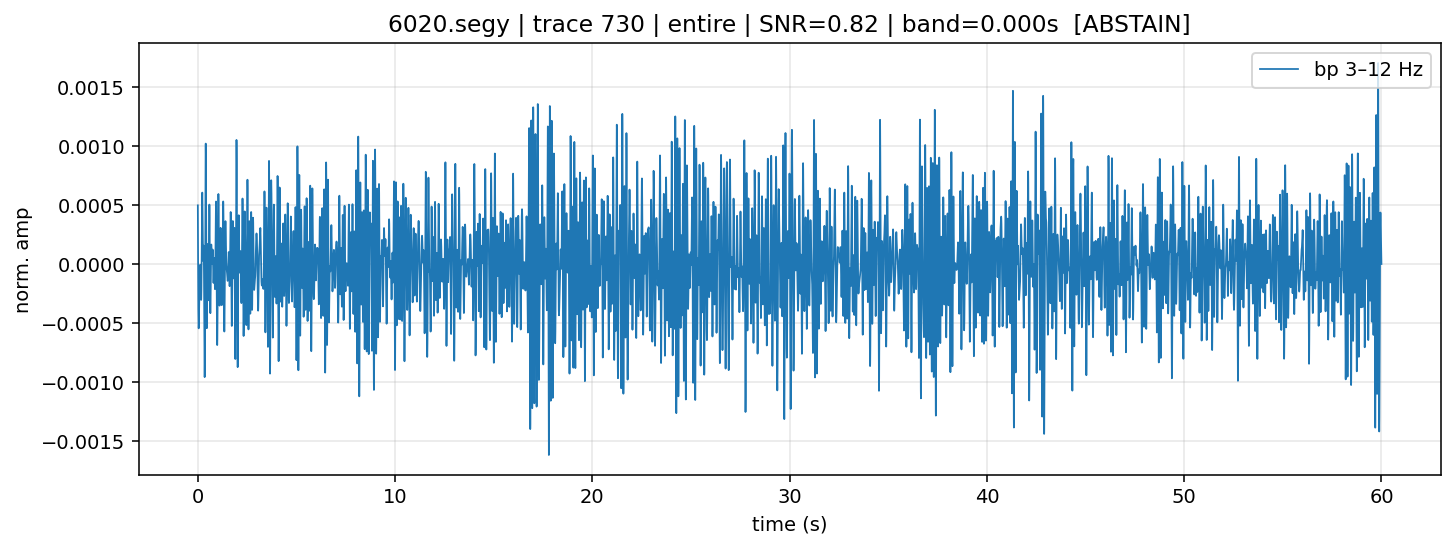 6020.segy | trace 730 | entire | SNR=0.82 | band=0.000s  [ABSTAIN]
bp 3–12 Hz
norm. amp
0.0015
0.0010
0.0005
0.0000
−0.0005
−0.0010
−0.0015
0 10 20 30 40 50 60
time (s)